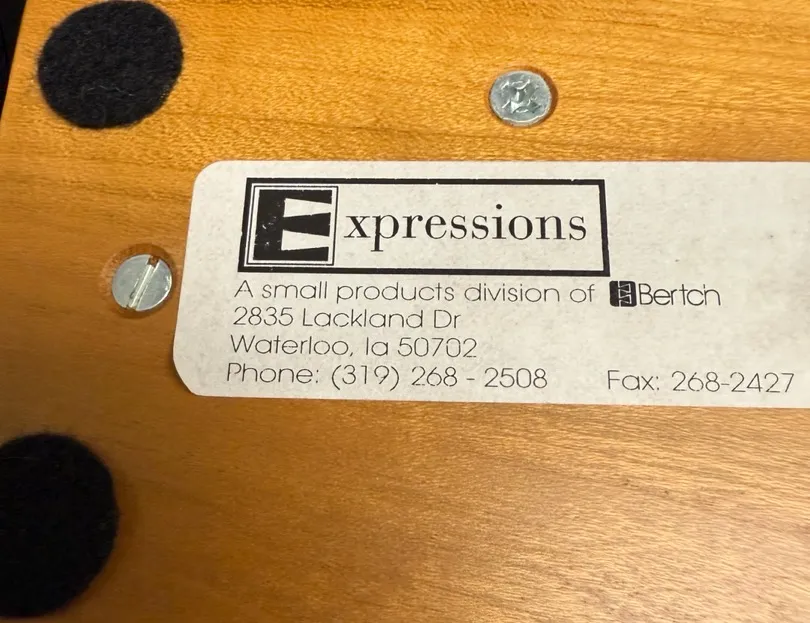 Expressions
A small products division of Bertch
2835 Lackland Dr
Waterloo, Ia 50702
Phone: (319) 268 - 2508 Fax: 268-2427